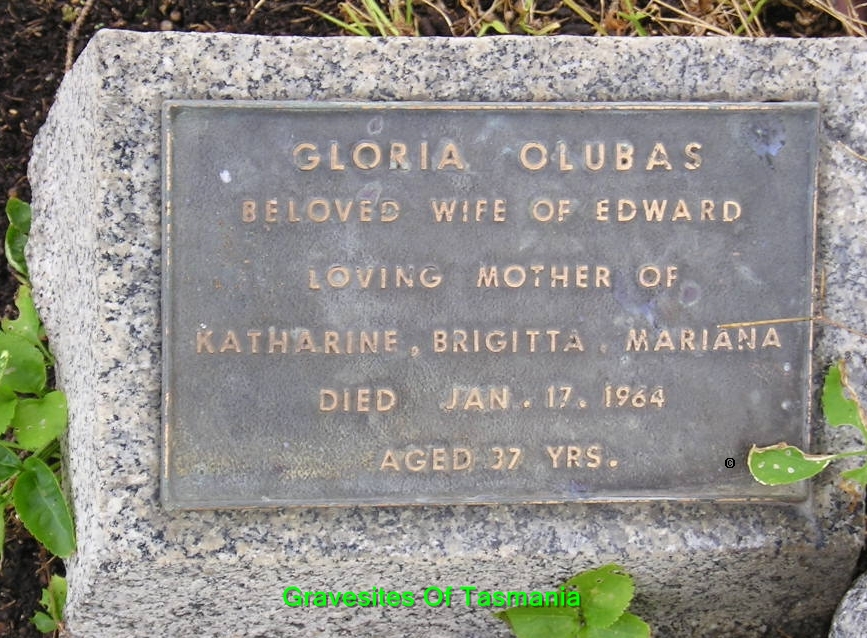 GLORIA OLUBAS
BELOVED WIFE OF EDWARD
LOVING MOTHER OF
KATHARINE, BRIGITTA, MARIANA
DIED JAN. 17. 1964
AGED 37 YRS.
©
Gravesites Of Tasmania